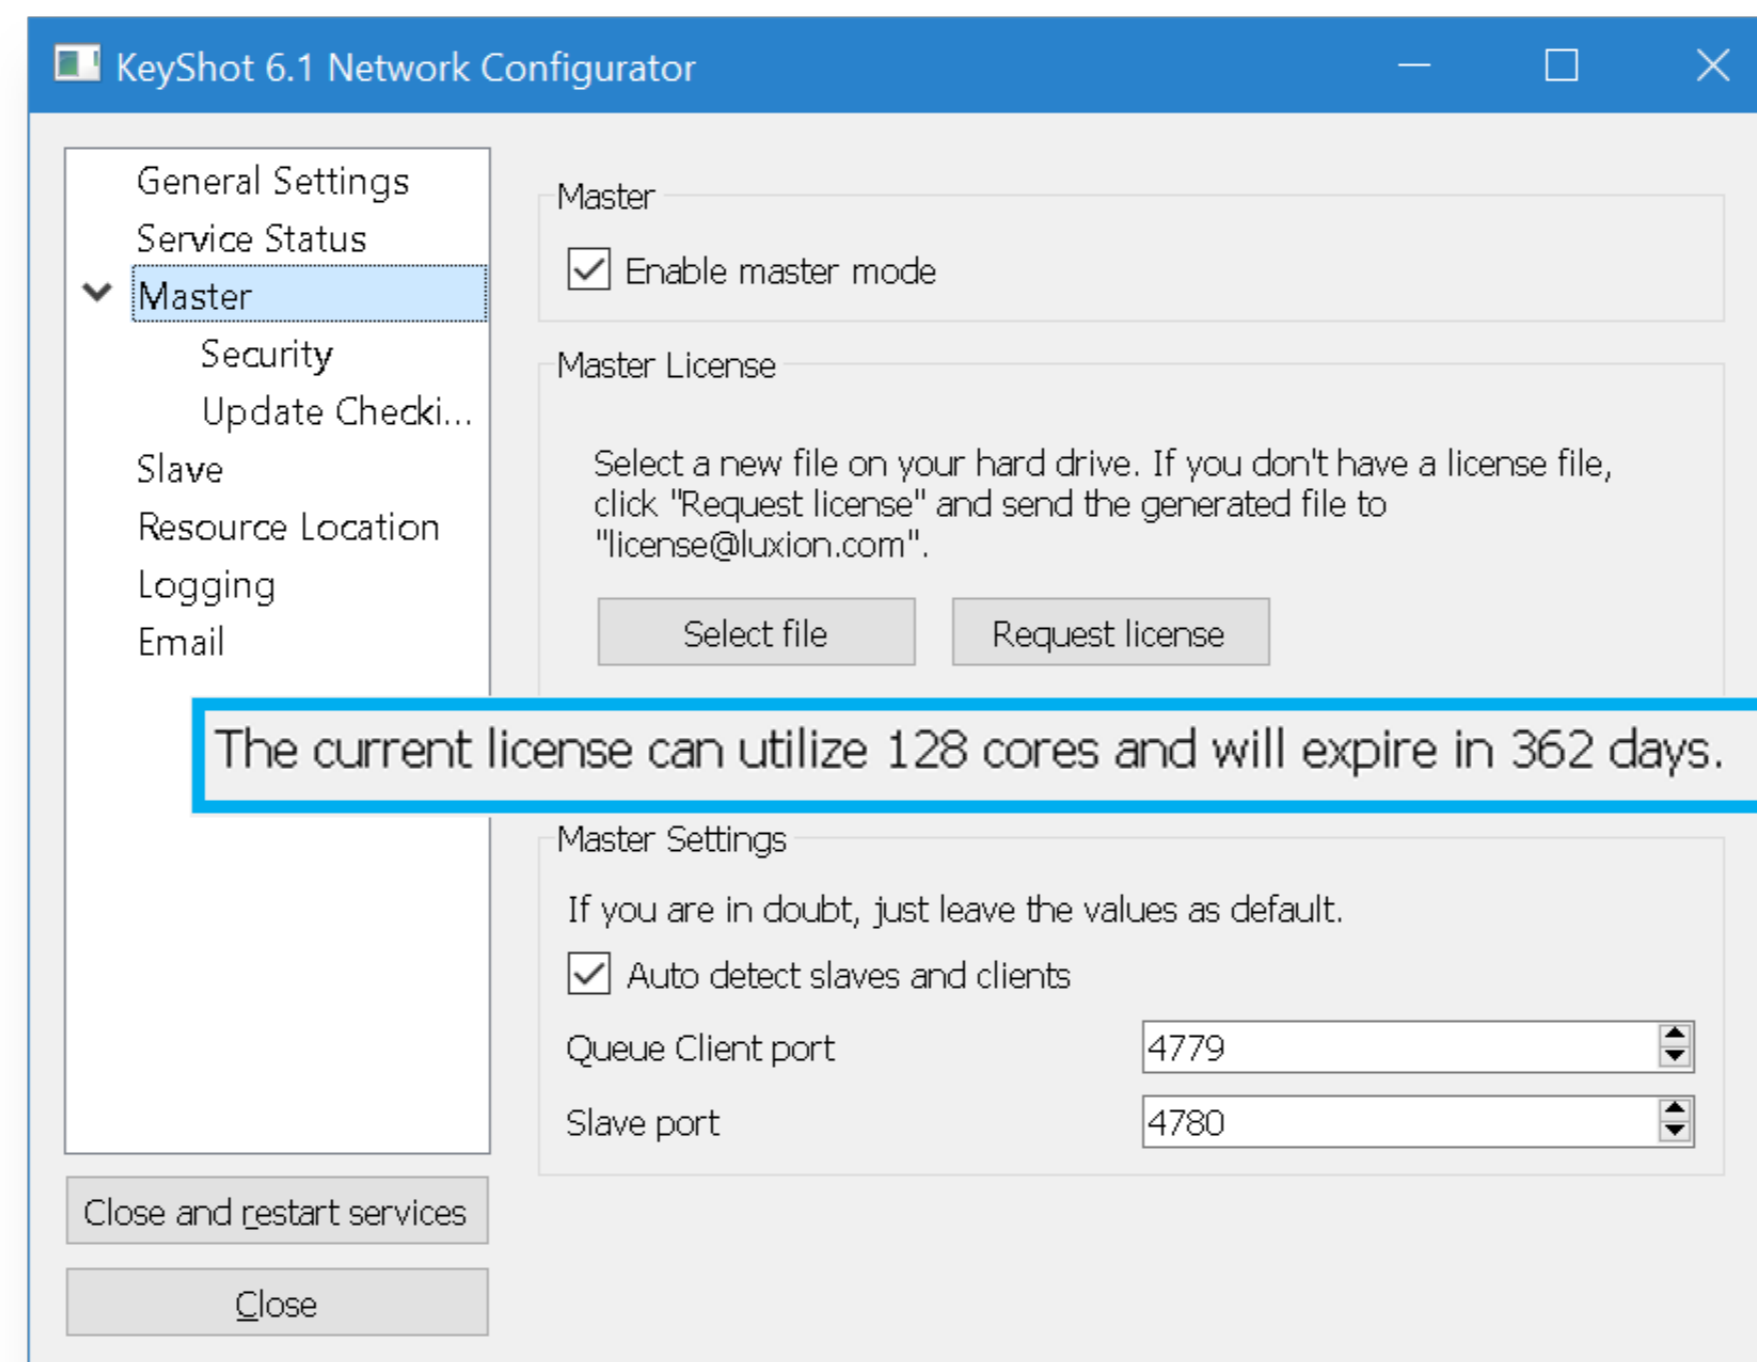 KeyShot 6.1 Network Configurator
General Settings
Service Status
Master
Security
Update Checki...
Slave
Resource Location
Logging
Email
Close and restart services
Close
Master
Enable master mode
Master License
Select a new file on your hard drive. If you don't have a license file,
click "Request license" and send the generated file to
"license@luxion.com".
Select file
Request license
The current license can utilize 128 cores and will expire in 362 days.
Master Settings
If you are in doubt, just leave the values as default.
Auto detect slaves and clients
Queue Client port
4779
Slave port
4780